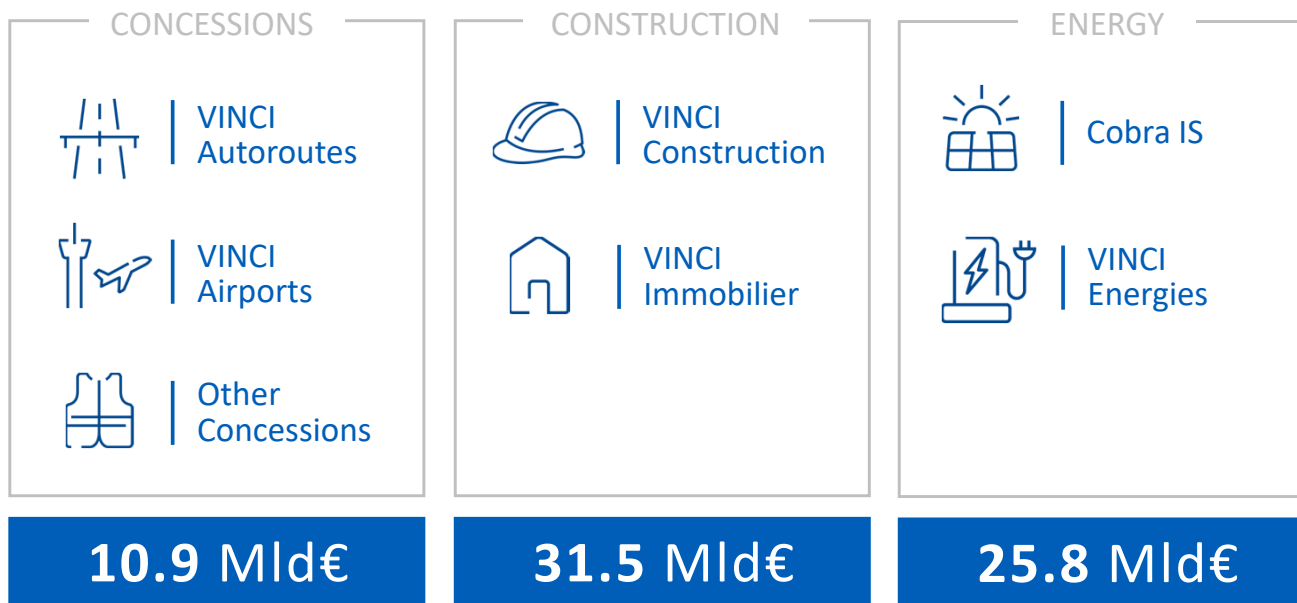 CONCESSIONS
VINCI
Autoroutes
VINCI
Airports
Other
Concessions
10.9 Mld€
CONSTRUCTION
VINCI
Construction
VINCI
Immobilier
31.5 Mld€
ENERGY
Cobra IS
VINCI
Energies
25.8 Mld€